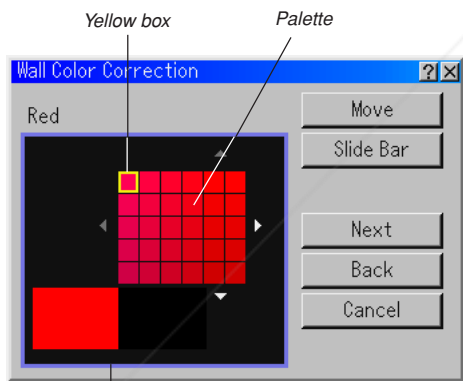 Yellow box
Palette
Wall Color Correction
Red
Move
Slide Bar
Next
Back
Cancel